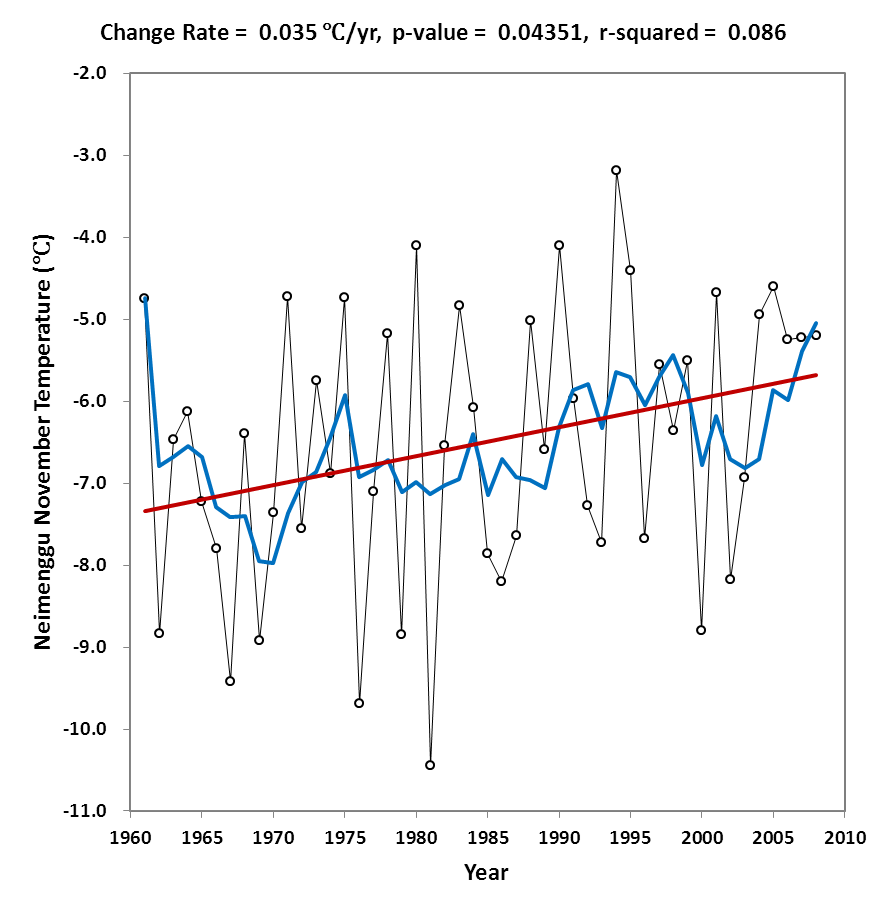 Change Rate =  0.035 ℃/yr,  p-value =  0.04351,  r-squared =  0.086
-2.0
-3.0
-4.0
-5.0
-6.0
-7.0
-8.0
-9.0
-10.0
-11.0
Neimenggu November Temperature (℃)
1960 1965 1970 1975 1980 1985 1990 1995 2000 2005 2010
Year